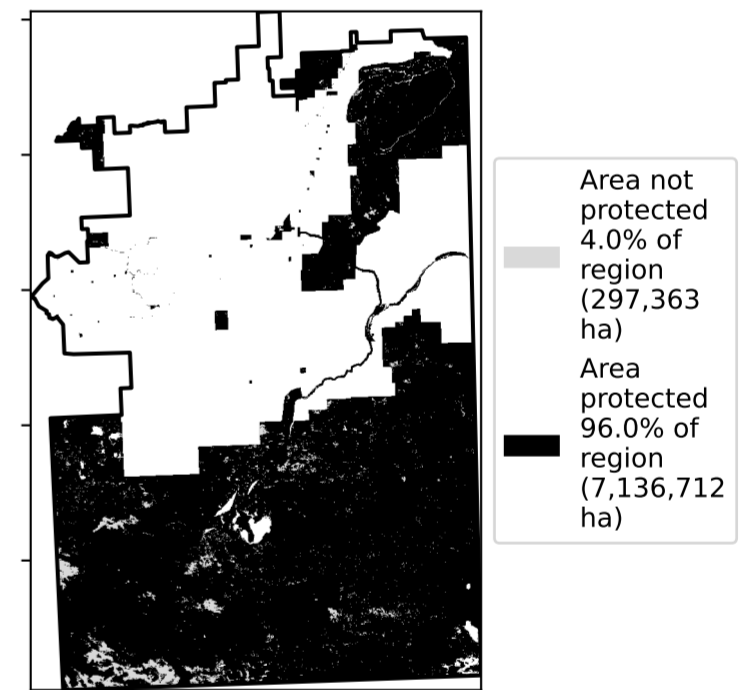 Area not
protected
4.0% of
region
(297,363
ha)
Area
protected
96.0% of
region
(7,136,712
ha)